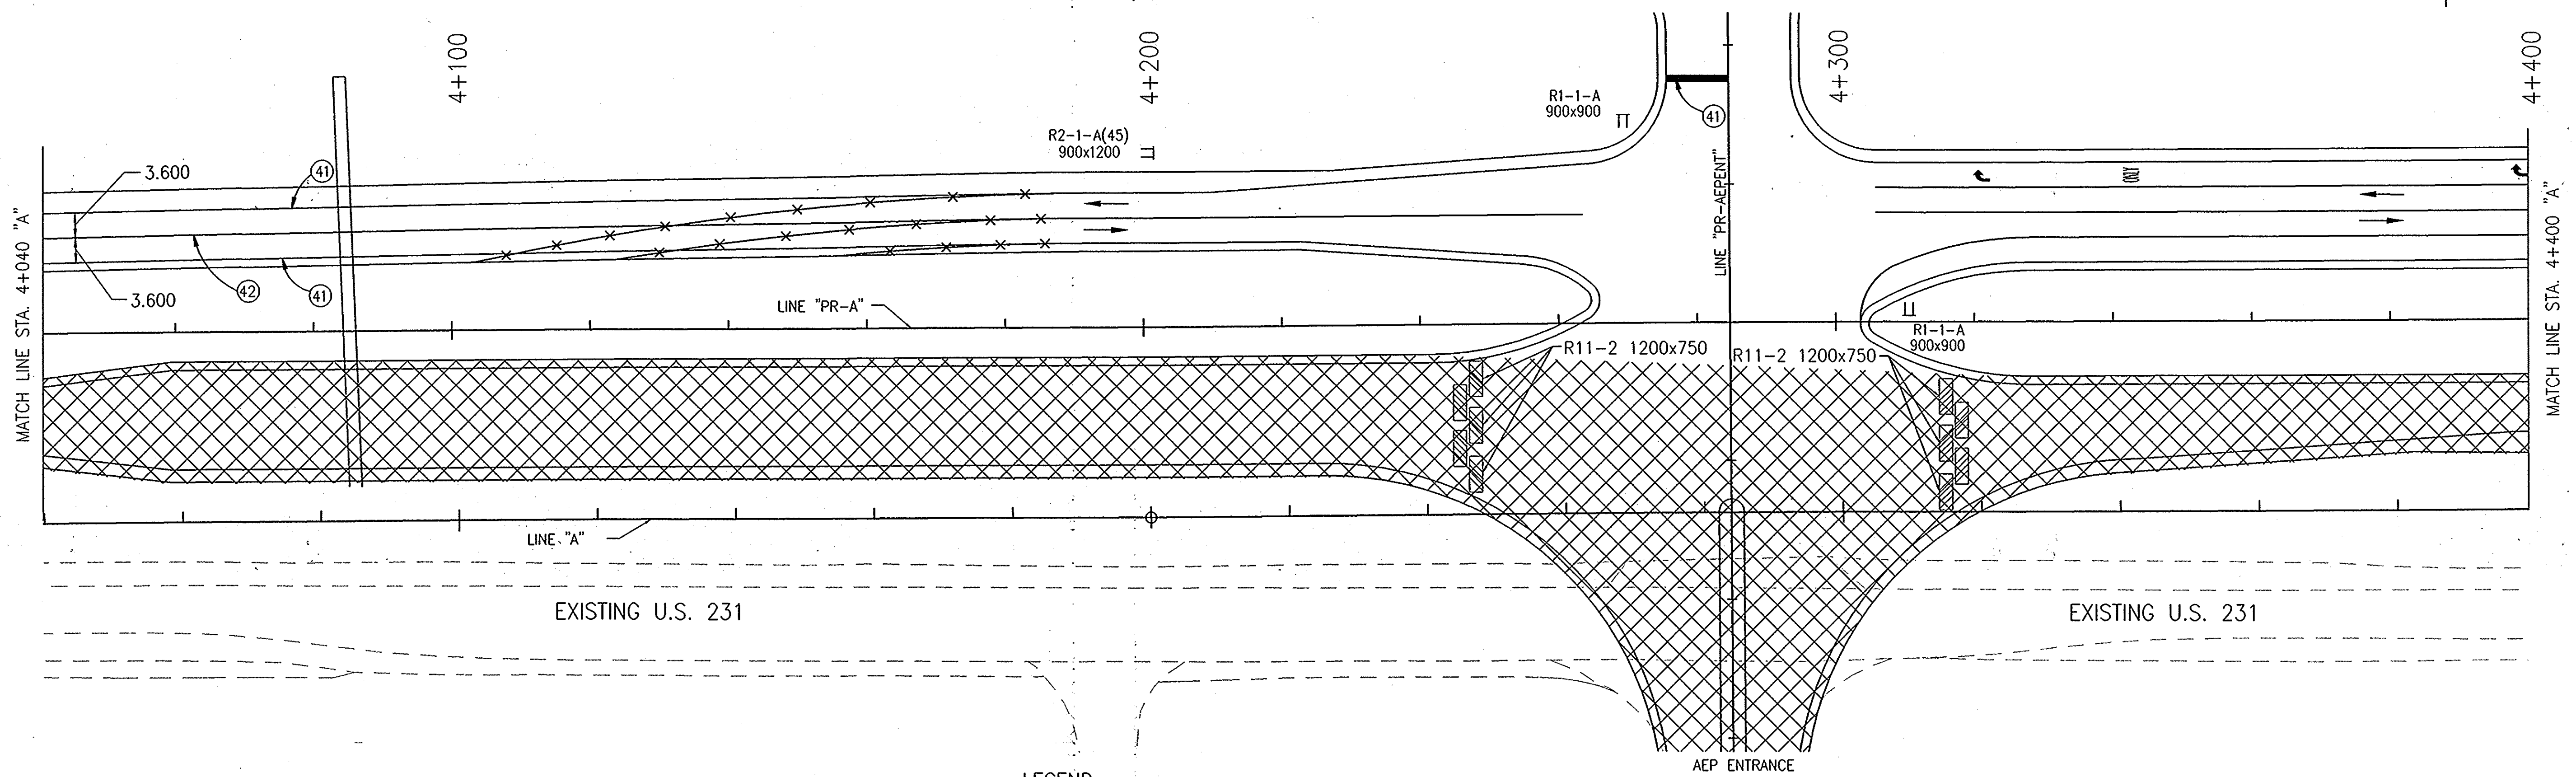 4+100
4+200
4+300
4+400
R1-1-A
900x900
R2-1-A(45)
900x1200
41
3.600
41
ONLY
LINE "PR-AEPENT"
MATCH LINE STA. 4+040 "A"
MATCH LINE STA. 4+400 "A"
3.600
42
41
LINE "PR-A"
R1-1-A
900x900
R11-2 1200x750
R11-2 1200x750
LINE "A"
EXISTING U.S. 231
EXISTING U.S. 231
AEP ENTRANCE
LEGEND